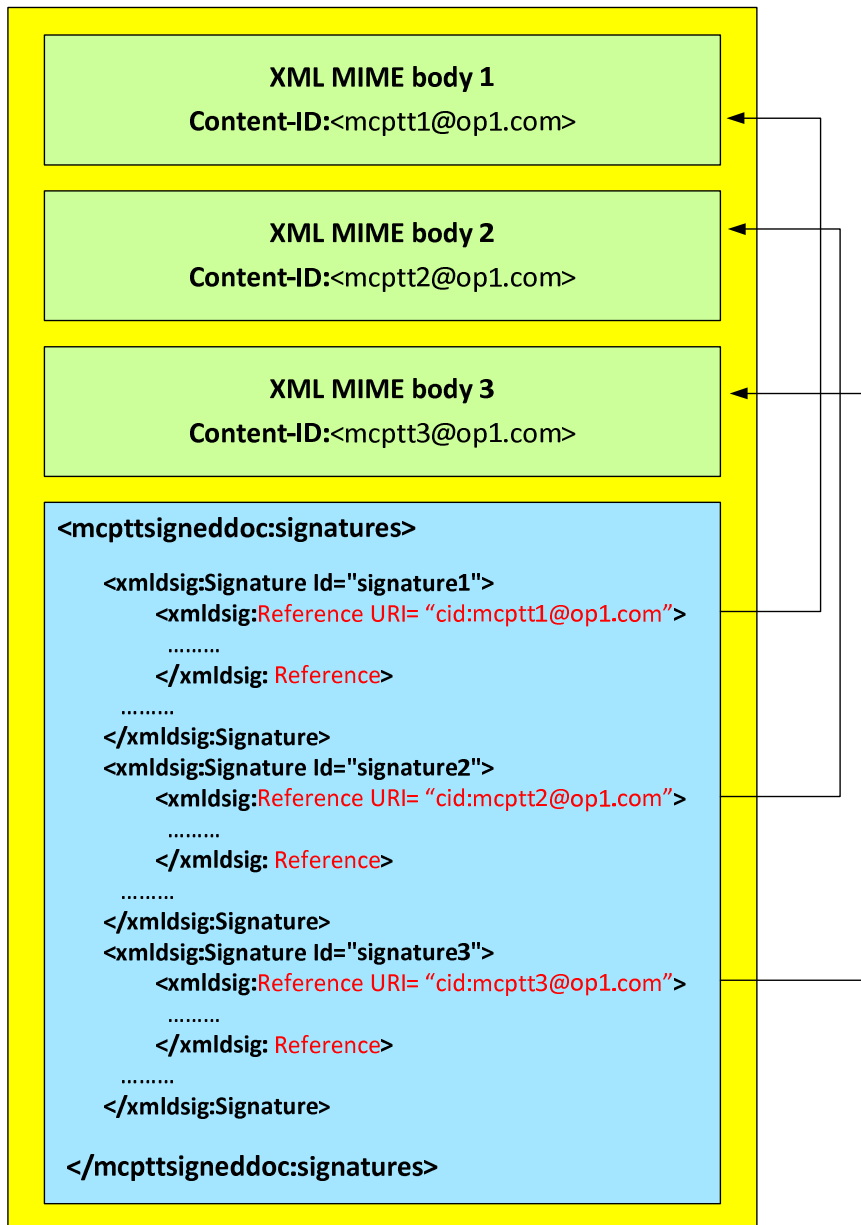 XML MIME body 1
Content-ID:<mcptt1@op1.com>
XML MIME body 2
Content-ID:<mcptt2@op1.com>
XML MIME body 3
Content-ID:<mcptt3@op1.com>
<mcpttsigneddoc:signatures>
<xmldsig:Signature Id="signature1">
<xmldsig:Reference URI= “cid:mcptt1@op1.com”>
.........
</xmldsig: Reference>
.........
</xmldsig:Signature>
<xmldsig:Signature Id="signature2">
<xmldsig:Reference URI= “cid:mcptt2@op1.com”>
.........
</xmldsig: Reference>
.........
</xmldsig:Signature>
<xmldsig:Signature Id="signature3">
<xmldsig:Reference URI= “cid:mcptt3@op1.com”>
.........
</xmldsig: Reference>
.........
</xmldsig:Signature>
</mcpttsigneddoc:signatures>